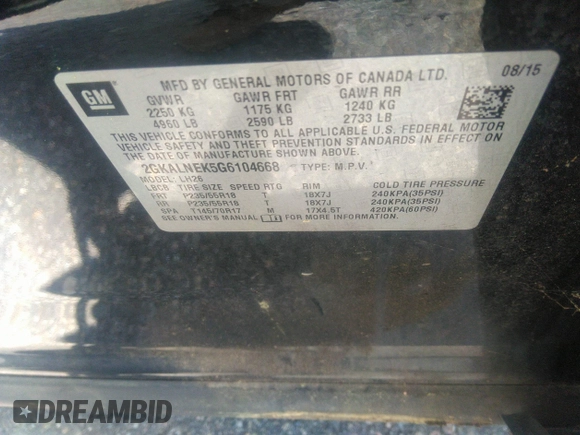 GM
MFD BY GENERAL MOTORS OF CANADA LTD.
08/15
GVWR GAWR FRT GAWR RR
2250 KG 1175 KG 1240 KG
4960 LB 2590 LB 2733 LB
THIS VEHICLE CONFORMS TO ALL APPLICABLE U.S. FEDERAL MOTOR
VEHICLE SAFETY AND THEFT PREVENTION STANDARDS IN EFFECT ON
THE DATE OF MANUFACTURE SHOWN ABOVE.
2GKALNEK5G6104668 TYPE: M.P.V.
MODEL: LH26
LBCB TIRE SIZE SPEED RTG RIM COLD TIRE PRESSURE
FRT P235/55R18 T 18X7J 240KPA(35PSI)
RR P235/55R18 T 18X7J 240KPA(35PSI)
SPA T145/70R17 M 17X4.5T 420KPA(60PSI)
SEE OWNER'S MANUAL FOR MORE INFORMATION.
DREAMBID